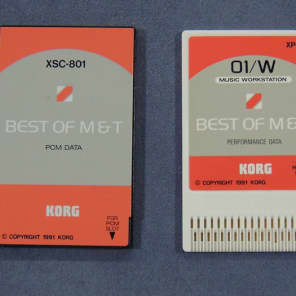 XSC-801
BEST OF M&T
PCM DATA
KORG
© COPYRIGHT 1991 KORG
FOR
PCM
SLOT
XP
01/W
MUSIC WORKSTATION
BEST OF M&
PERFORMANCE DATA
KORG
© COPYRIGHT 1991 KORG